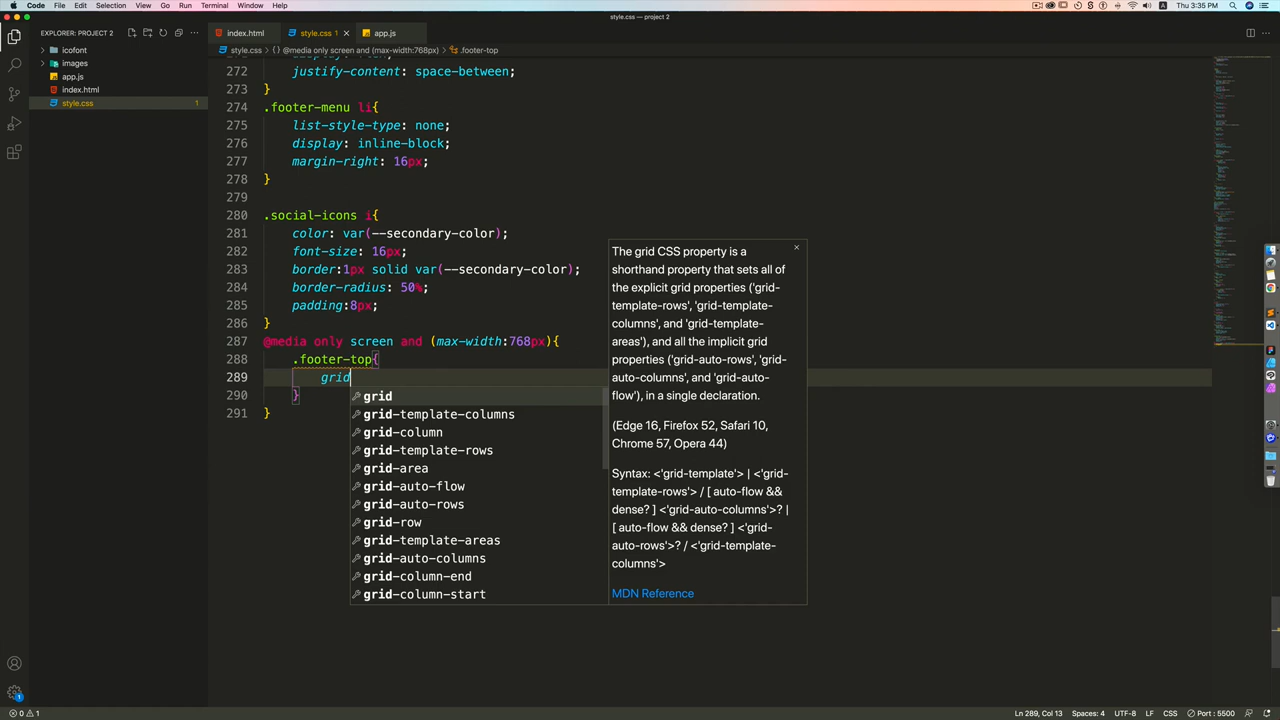 Code File Edit Selection View Go Run Terminal Window Help
Thu 3:35 PM
style.css — project 2
EXPLORER: PROJECT 2
index.html
style.css 1
app.js
style.css > {} @media only screen and (max-width:768px) > .footer-top
icofont
images
app.js
index.html
style.css 1
272 justify-content: space-between;
273 }
274 .footer-menu li{
275 list-style-type: none;
276 display: inline-block;
277 margin-right: 16px;
278 }
279
280 .social-icons i{
281 color: var(--secondary-color);
282 font-size: 16px;
283 border:1px solid var(--secondary-color);
284 border-radius: 50%;
285 padding:8px;
286 }
287 @media only screen and (max-width:768px){
288 .footer-top{
289 grid
290 }
291 }
grid
grid-template-columns
grid-column
grid-template-rows
grid-area
grid-auto-flow
grid-auto-rows
grid-row
grid-template-areas
grid-auto-columns
grid-column-end
grid-column-start
The grid CSS property is a
shorthand property that sets all of
the explicit grid properties ('grid-
template-rows', 'grid-template-
columns', and 'grid-template-
areas'), and all the implicit grid
properties ('grid-auto-rows', 'grid-
auto-columns', and 'grid-auto-
flow'), in a single declaration.
(Edge 16, Firefox 52, Safari 10,
Chrome 57, Opera 44)
Syntax: <'grid-template'> | <'grid-
template-rows'> / [ auto-flow &&
dense? ] <'grid-auto-columns'>? |
[ auto-flow && dense? ] <'grid-
auto-rows'>? / <'grid-template-
columns'>
MDN Reference
1
0 1
Ln 289, Col 13 Spaces: 4 UTF-8 LF CSS Port : 5500